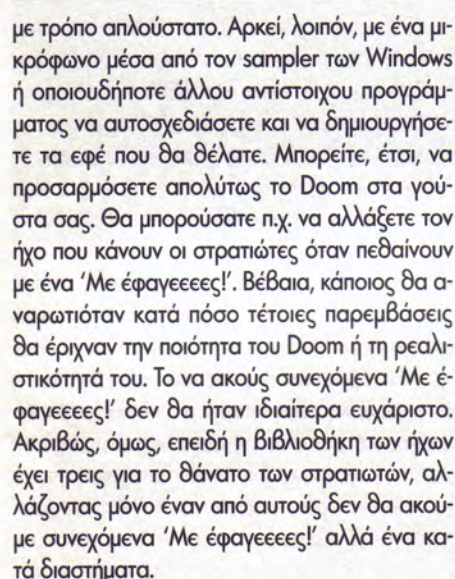 με τρόπο απλούστατο. Αρκεί, λοιπόν, με ένα μι-
κρόφωνο μέσα από τον sampler των Windows
ή οποιουδήποτε άλλου αντίστοιχου προγράμ-
ματος να αυτοσχεδιάσετε και να δημιουργήσε-
τε τα εφέ που θα θέλατε. Μπορείτε, έτσι, να
προσαρμόσετε απολύτως το Doom στα γού-
στα σας. Θα μπορούσατε π.χ. να αλλάξετε τον
ήχο που κάνουν οι στρατιώτες όταν πεθαίνουν
με ένα 'Με έφαγεεεες!'. Βέβαια, κάποιος θα α-
ναρωτιόταν κατά πόσο τέτοιες παρεμβάσεις
θα έριχναν την ποιότητα του Doom ή τη ρεαλι-
στικότητά του. Το να ακούς συνεχόμενα 'Με έ-
φαγεεεες!' δεν θα ήταν ιδιαίτερα ευχάριστο.
Ακριβώς, όμως, επειδή η βιβλιοθήκη των ήχων
έχει τρεις για το θάνατο των στρατιωτών, αλ-
λάζοντας μόνο έναν από αυτούς δεν θα ακού-
με συνεχόμενα 'Με έφαγεεεες!' αλλά ένα κα-
τά διαστήματα.